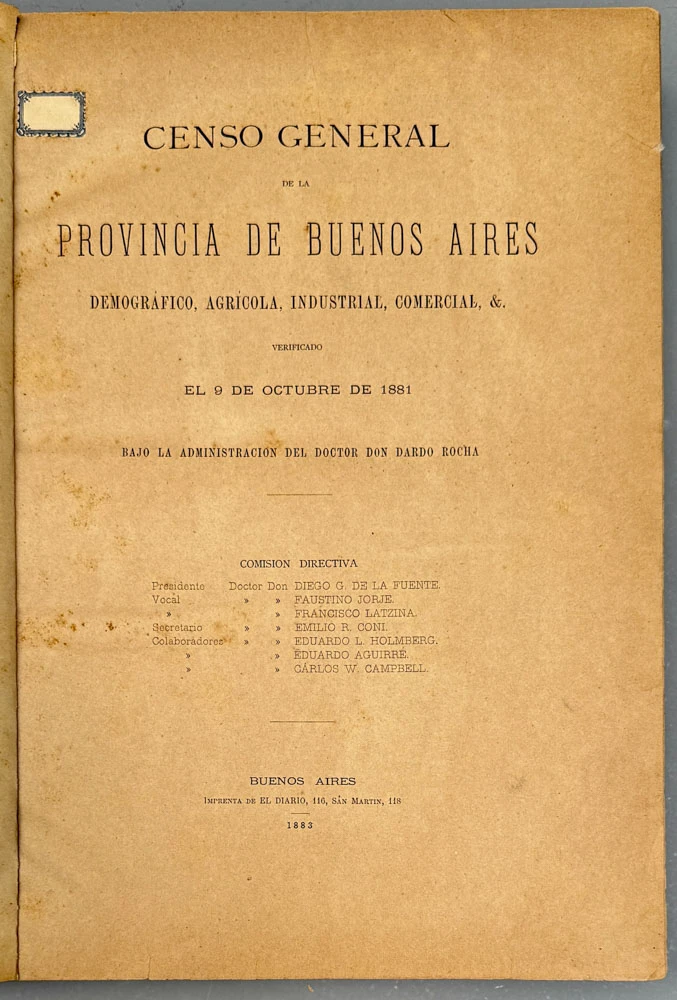 CENSO GENERAL
DE LA
PROVINCIA DE BUENOS AIRES
DEMOGRÁFICO, AGRÍCOLA, INDUSTRIAL, COMERCIAL, &.
VERIFICADO
EL 9 DE OCTUBRE DE 1881
BAJO LA ADMINISTRACION DEL DOCTOR DON DARDO ROCHA
COMISION DIRECTIVA
Presidente Doctor Don DIEGO G. DE LA FUENTE.
Vocal » » FAUSTINO JORJE.
» » FRANCISCO LATZINA.
Secretario » » EMILIO R. CONI.
Colaboradores » » EDUARDO L. HOLMBERG.
» » EDUARDO AGUIRRE.
» » CÁRLOS W. CAMPBELL.
BUENOS AIRES
IMPRENTA DE EL DIARIO, 116, SAN MARTIN, 118
1883